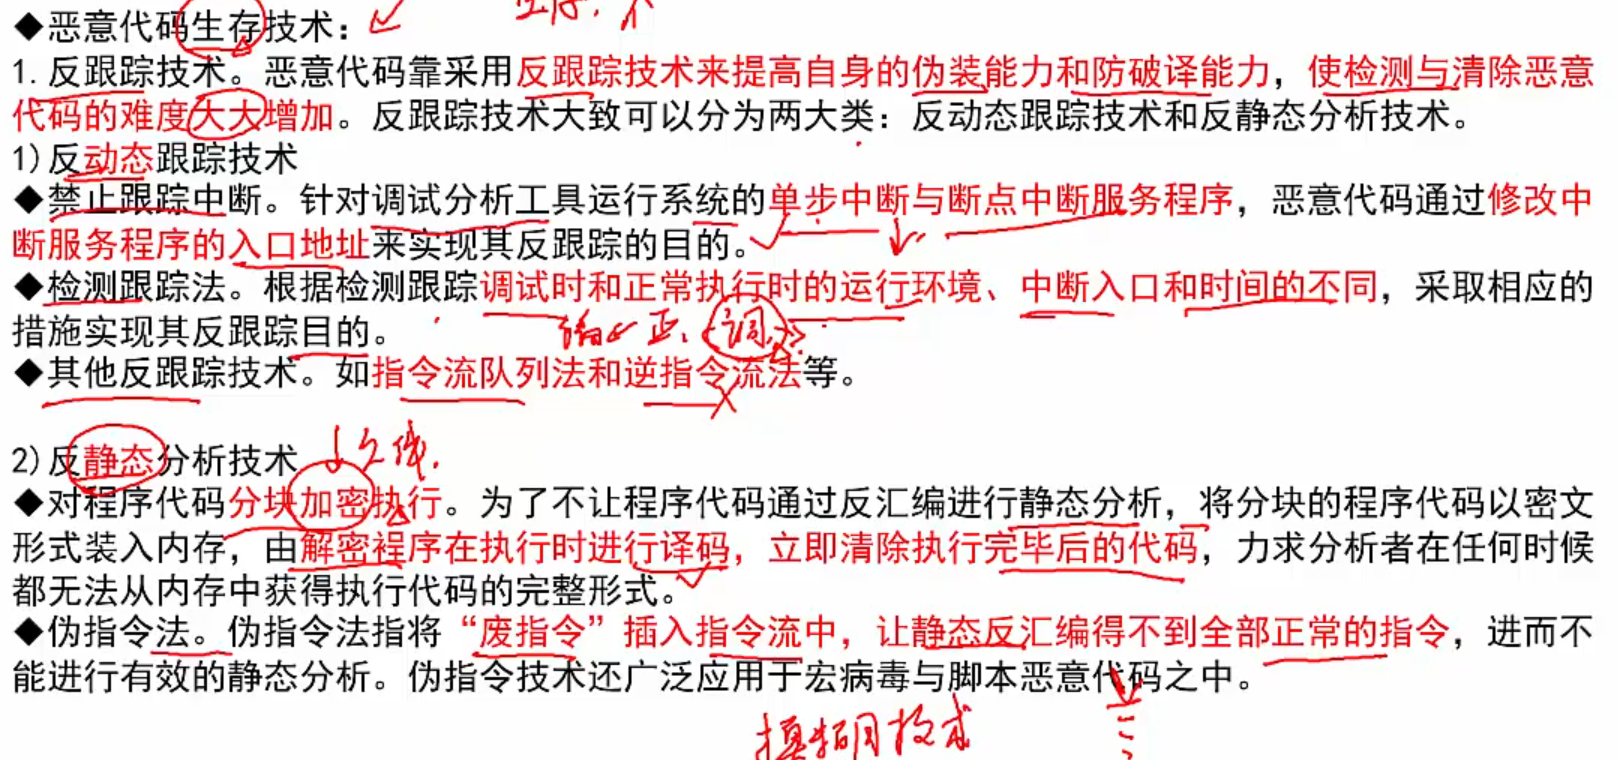 ◆恶意代码生存技术：
1. 反跟踪技术。恶意代码靠采用反跟踪技术来提高自身的伪装能力和防破译能力，使检测与清除恶意
代码的难度大大增加。反跟踪技术大致可以分为两大类：反动态跟踪技术和反静态分析技术。
1)反动态跟踪技术
◆禁止跟踪中断。针对调试分析工具运行系统的单步中断与断点中断服务程序，恶意代码通过修改中
断服务程序的入口地址来实现其反跟踪的目的。
◆检测跟踪法。根据检测跟踪调试时和正常执行时的运行环境、中断入口和时间的不同，采取相应的
措施实现其反跟踪目的。
正 调
◆其他反跟踪技术。如指令流队列法和逆指令流法等。
2)反静态分析技术
◆对程序代码分块加密执行。为了不让程序代码通过反汇编进行静态分析，将分块的程序代码以密文
形式装入内存，由解密程序在执行时进行译码，立即清除执行完毕后的代码，力求分析者在任何时候
都无法从内存中获得执行代码的完整形式。
◆伪指令法。伪指令法指将“废指令”插入指令流中，让静态反汇编得不到全部正常的指令，进而不
能进行有效的静态分析。伪指令技术还广泛应用于宏病毒与脚本恶意代码之中。
模糊技术